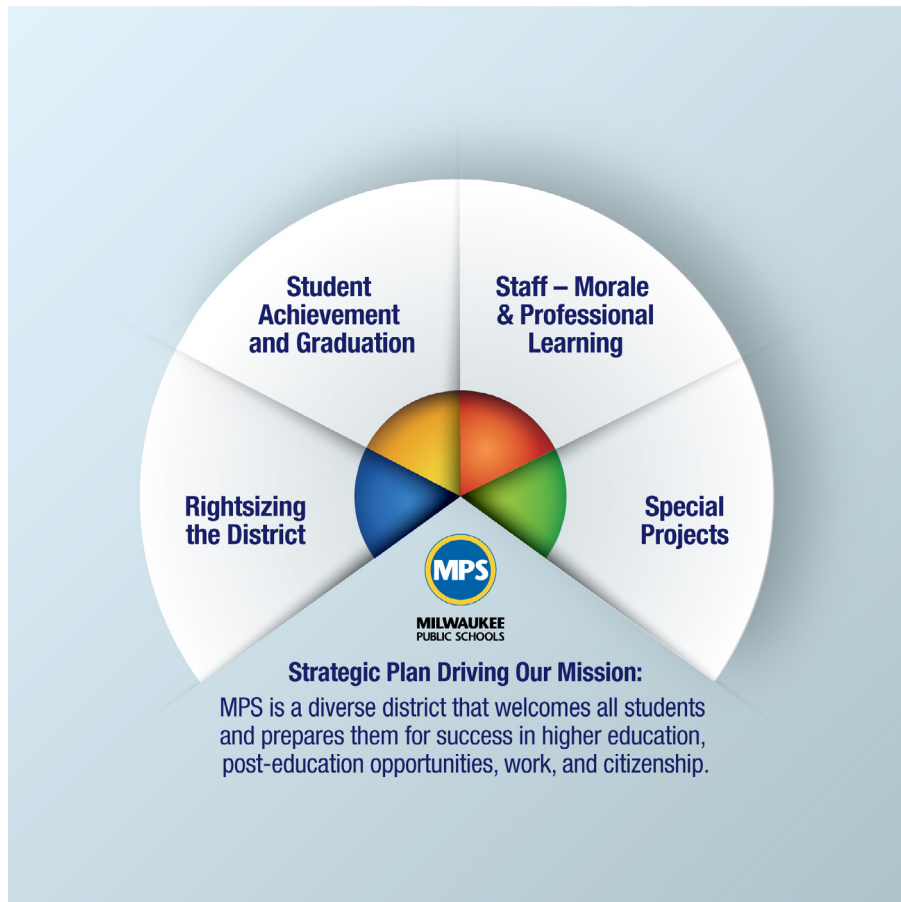 Student
Achievement
and Graduation
Staff – Morale
& Professional
Learning
Rightsizing
the District
Special
Projects
MPS
MILWAUKEE
PUBLIC SCHOOLS
Strategic Plan Driving Our Mission:
MPS is a diverse district that welcomes all students
and prepares them for success in higher education,
post-education opportunities, work, and citizenship.